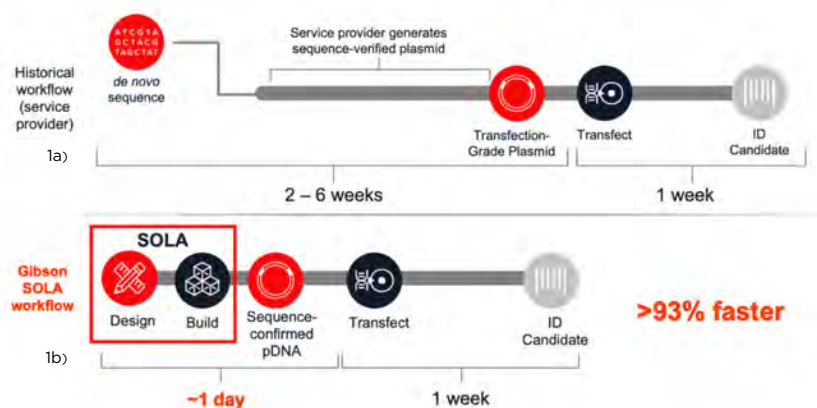 ATCGTA
GCTACG
TAGCTAT
de novo
sequence
Service provider generates
sequence-verified plasmid
Historical
workflow
(service
provider)
1a)
Transfection-
Grade Plasmid
Transfect
ID
Candidate
2 – 6 weeks
1 week
SOLA
Gibson
SOLA
workflow
Design
Build
Sequence-
confirmed
pDNA
Transfect
ID
Candidate
>93% faster
1b)
~1 day
1 week